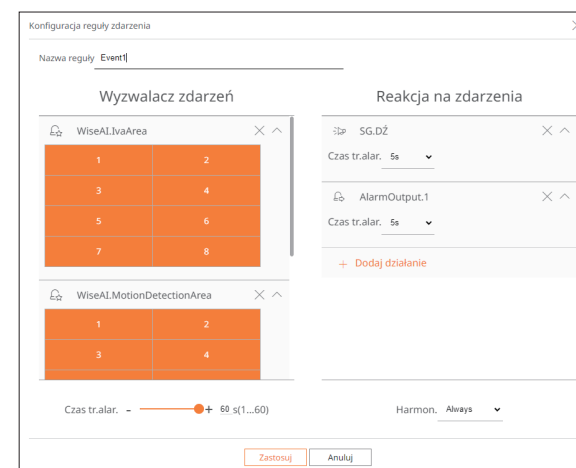 Konfiguracja reguły zdarzenia
Nazwa reguły Event1
Wyzwalacz zdarzeń
WiseAI.IvaArea
1 2
3 4
5 6
7 8
WiseAI.MotionDetectionArea
1 2
3 4
Czas tr.alar. - + 60 s(1...60)
Reakcja na zdarzenia
SG.DŹ
Czas tr.alar. 5s
AlarmOutput.1
Czas tr.alar. 5s
+ Dodaj działanie
Harmon. Always
Zastosuj Anuluj